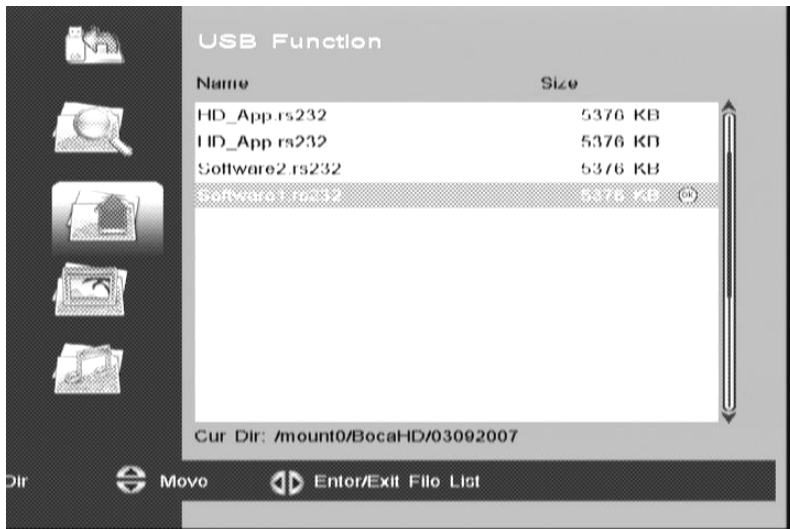 USB Function
Name Size
HD_App.rs232 5376 KB
HD_App.rs232 5376 KB
Software2.rs232 5376 KB
Software1.rs232 5376 KB OK
Cur Dir: /mount0/BocaHD/03092007
Dir Move Enter/Exit File List